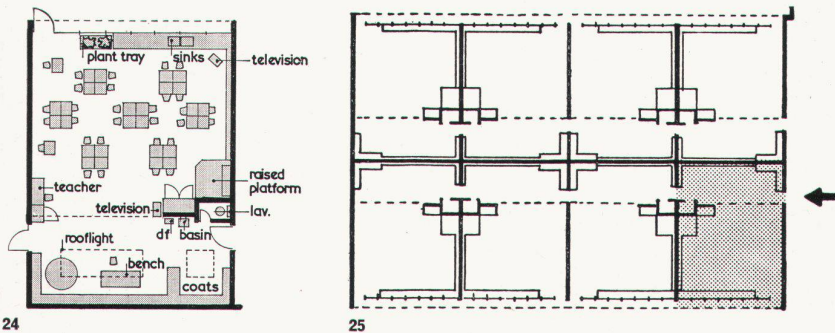 plant tray
sinks
television
teacher
raised
platform
television
lav.
df
basin
rooflight
bench
coats
24
25